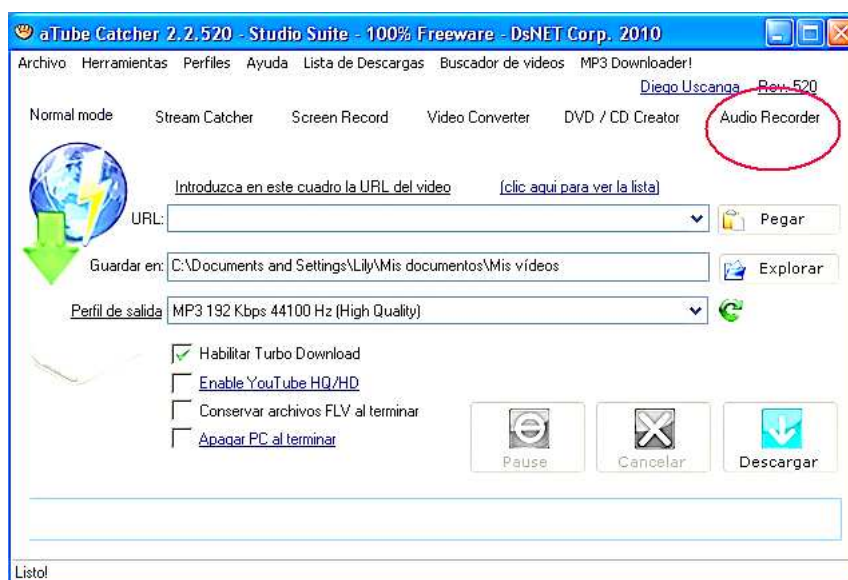 aTube Catcher 2.2.520 - Studio Suite - 100% Freeware - DsNET Corp. 2010
Archivo Herramientas Perfiles Ayuda Lista de Descargas Buscador de videos MP3 Downloader!
Diego Uscanga Rev. 520
Normal mode Stream Catcher Screen Record Video Converter DVD / CD Creator Audio Recorder
Introduzca en este cuadro la URL del video (clic aqui para ver la lista)
URL: Pegar
Guardar en: C:\Documents and Settings\Lily\Mis documentos\Mis vídeos Explorar
Perfil de salida MP3 192 Kbps 44100 Hz (High Quality)
Habilitar Turbo Download
Enable YouTube HQ/HD
Conservar archivos FLV al terminar
Apagar PC al terminar
Pause Cancelar Descargar
Listo!